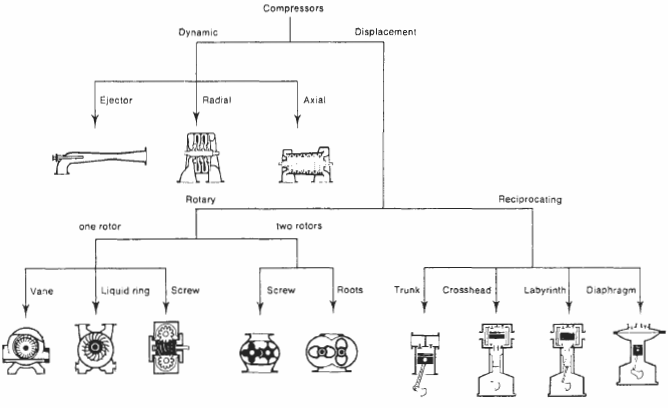 Compressors
Dynamic Displacement
Ejector Radial Axial
Rotary Reciprocating
one rotor two rotors
Vane Liquid ring Screw Screw Roots Trunk Crosshead Labyrinth Diaphragm